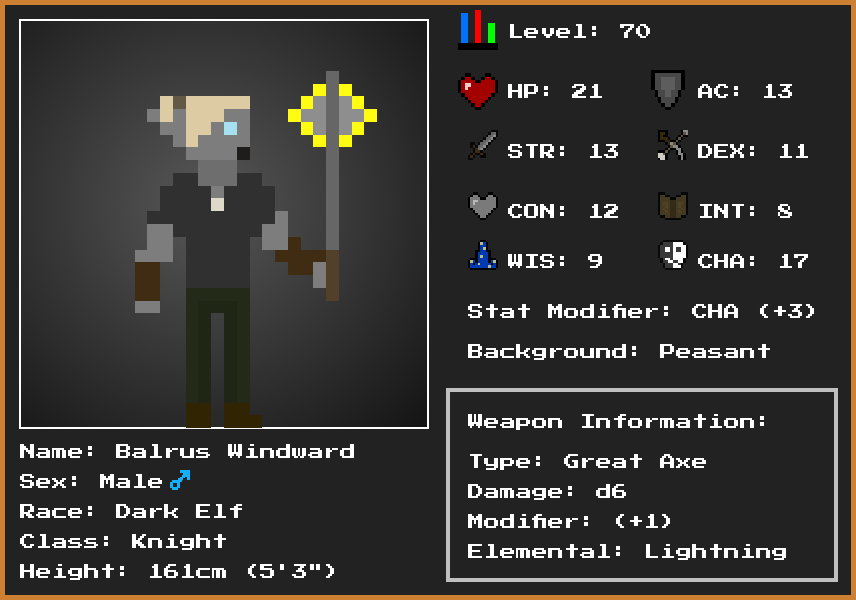 Level: 70
HP: 21 AC: 13
STR: 13 DEX: 11
CON: 12 INT: 8
WIS: 9 CHA: 17
Stat Modifier: CHA (+3)
Background: Peasant
Name: Balrus Windward
Sex: Male♂
Race: Dark Elf
Class: Knight
Height: 161cm (5'3")
Weapon Information:
Type: Great Axe
Damage: d6
Modifier: (+1)
Elemental: Lightning